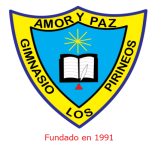 AMOR Y PAZ
GIMNASIO
LOS
PIRINEOS
Fundado en 1991